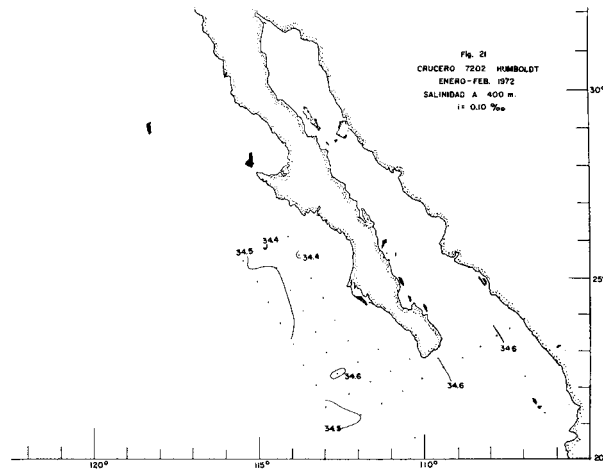 Fig. 21
CRUCERO 7202 HUMBOLDT
ENERO-FEB. 1972
SALINIDAD A 400 m.
i = 0.10 ‰
30°
34.5
34.4
34.4
25°
34.6
34.6
34.6
34.5
20
120°
115°
110°